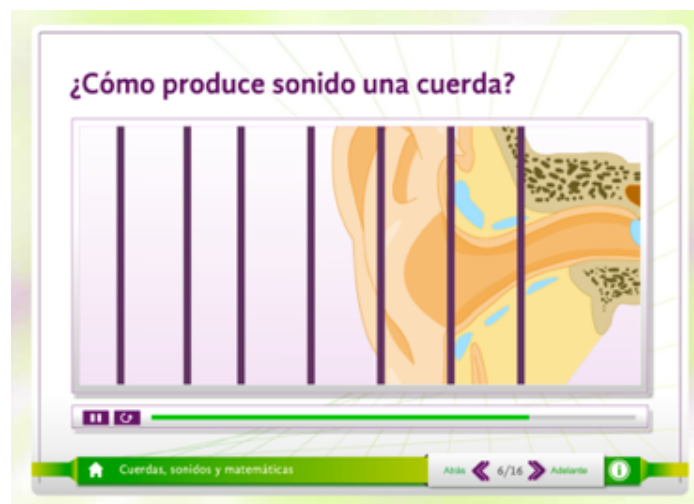 ¿Cómo produce sonido una cuerda?
Cuerdas, sonidos y matemáticas
Atrás 6/16 Adelante
i